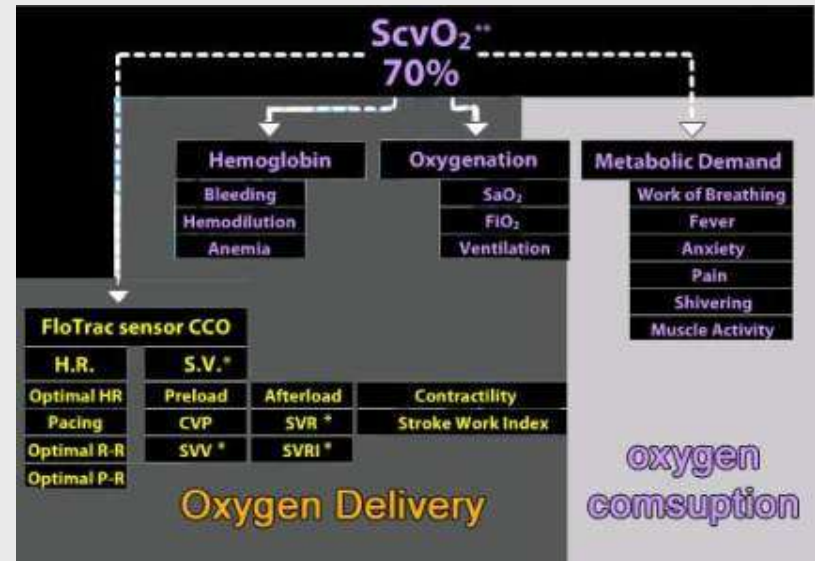 ScvO₂**
70%
Hemoglobin
Bleeding
Hemodilution
Anemia
Oxygenation
SaO₂
FiO₂
Ventilation
Metabolic Demand
Work of Breathing
Fever
Anxiety
Pain
Shivering
Muscle Activity
FloTrac sensor CCO
H.R.
Optimal HR
Pacing
Optimal R-R
Optimal P-R
S.V.*
Preload
CVP
SVV *
Afterload
SVR *
SVRI *
Contractility
Stroke Work Index
Oxygen Delivery
oxygen
comsuption